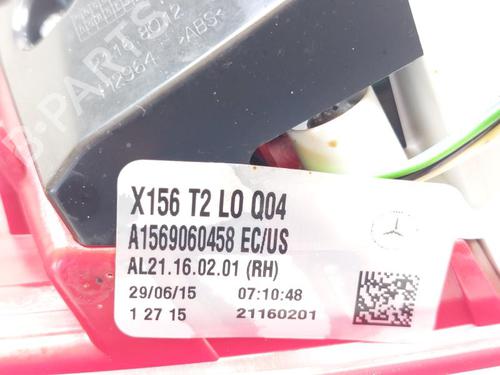 >ABS<
X156 T2 LO Q04
A1569060458 EC/US
AL21.16.02.01 (RH)
29/06/15 07:10:48
1 27 15 21160201
B-PARTS